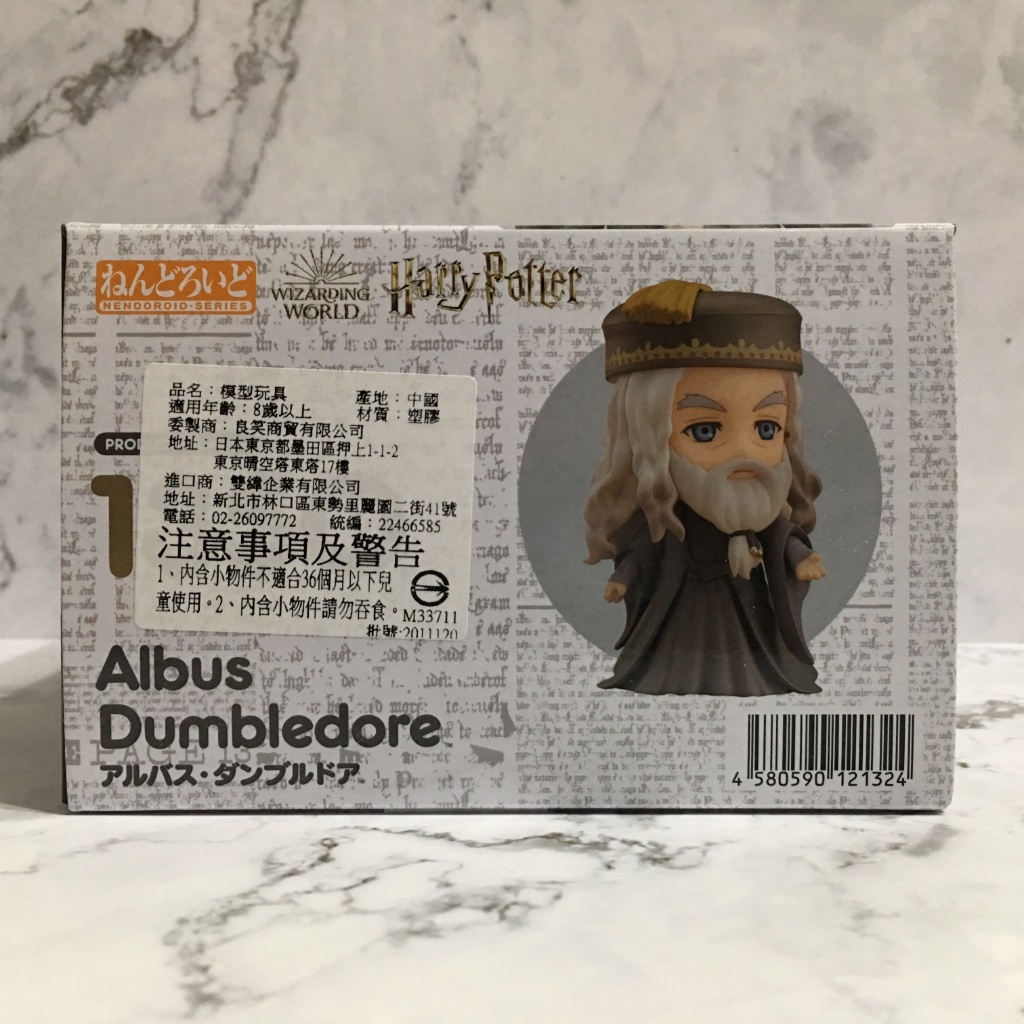 ねんどろいど
NENDOROID·SERIES
WIZARDING
WORLD
Harry Potter
品名：模型玩具 產地：中國
適用年齡：8歲以上 材質：塑膠
委製商：良笑商貿有限公司
地址：日本東京都墨田區押上1-1-2
東京晴空塔東塔17樓
進口商：雙緯企業有限公司
地址：新北市林口區東勢里麗園二街41號
電話：02-26097772 統編：22466585
注意事項及警告
1、內含小物件不適合36個月以下兒
童使用。2、內含小物件請勿吞食。
M33711
批號:2011120
Albus
Dumbledore
アルバス・ダンブルドア
4 580590 121324